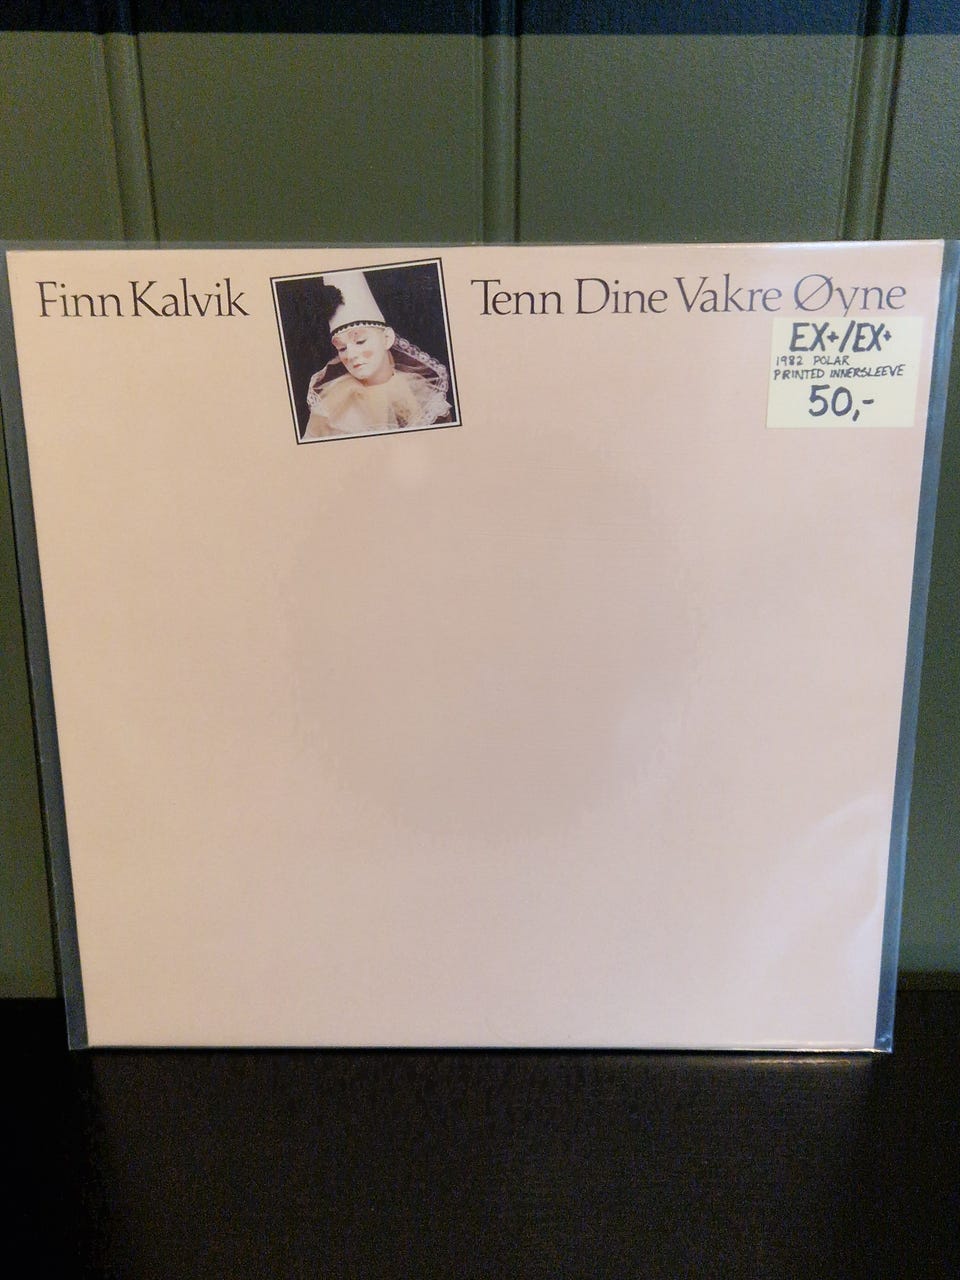 Finn Kalvik
Tenn Dine Vakre Øyne
EX+/EX+
1982 POLAR
PRINTED INNERSLEEVE
50,-